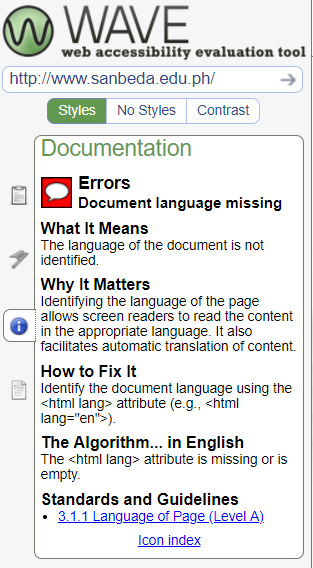 WAVE
web accessibility evaluation tool
http://www.sanbeda.edu.ph/
Styles No Styles Contrast
Documentation
Errors
Document language missing
What It Means
The language of the document is not
identified.
Why It Matters
Identifying the language of the page
allows screen readers to read the content
in the appropriate language. It also
facilitates automatic translation of content.
How to Fix It
Identify the document language using the
<html lang> attribute (e.g., <html
lang="en">).
The Algorithm... in English
The <html lang> attribute is missing or is
empty.
Standards and Guidelines
• 3.1.1 Language of Page (Level A)
Icon index